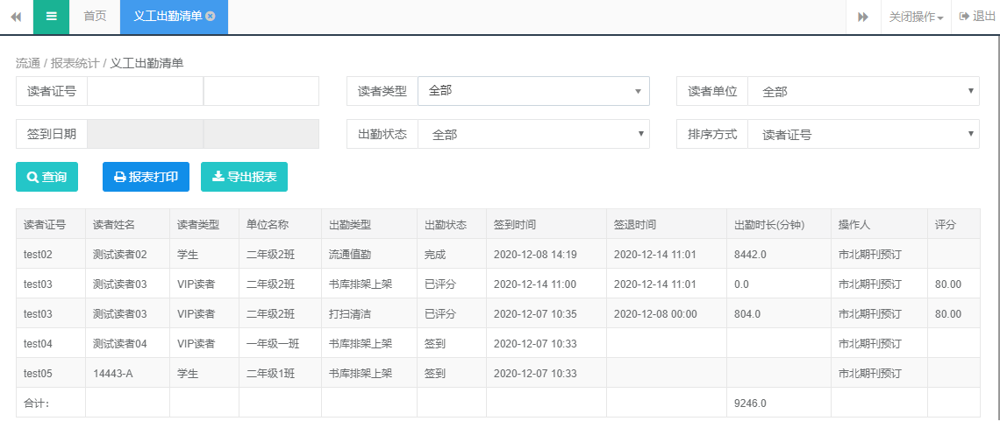 首页 义工出勤清单 关闭操作 退出
流通 / 报表统计 / 义工出勤清单
读者证号 读者类型 全部 读者单位 全部
签到日期 出勤状态 全部 排序方式 读者证号
查询 报表打印 导出报表
读者证号 读者姓名 读者类型 单位名称 出勤类型 出勤状态 签到时间 签退时间 出勤时长(分钟) 操作人 评分
test02 测试读者02 学生 二年级2班 流通值勤 完成 2020-12-08 14:19 2020-12-14 11:01 8442.0 市北期刊预订
test03 测试读者03 VIP读者 二年级2班 书库排架上架 已评分 2020-12-14 11:00 2020-12-14 11:01 0.0 市北期刊预订 80.00
test03 测试读者03 VIP读者 二年级2班 打扫清洁 已评分 2020-12-07 10:35 2020-12-08 00:00 804.0 市北期刊预订 80.00
test04 测试读者04 VIP读者 一年级一班 书库排架上架 签到 2020-12-07 10:33 市北期刊预订
test05 14443-A 学生 二年级1班 书库排架上架 签到 2020-12-07 10:33 市北期刊预订
合计： 9246.0